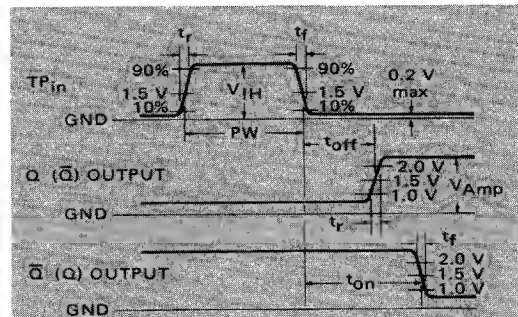 tr tf
90% 90%
TPin 1.5 V VIH 1.5 V 0.2 V
10% 10% max
GND
PW toff
2.0 V
Q (Q̄) OUTPUT 1.5 V VAmp
1.0 V
GND
tr tf
2.0 V
Q̄ (Q) OUTPUT ton 1.5 V
1.0 V
GND